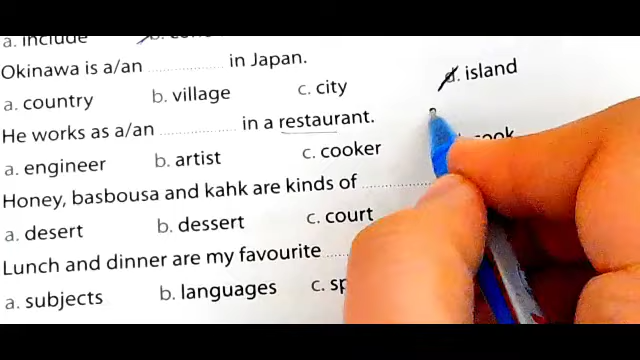 a. include
Okinawa is a/an .................. in Japan.
a. country b. village c. city d. island
He works as a/an .................. in a restaurant.
a. engineer b. artist c. cooker cook
Honey, basbousa and kahk are kinds of ..................
a. desert b. dessert c. court
Lunch and dinner are my favourite ......
a. subjects b. languages c.